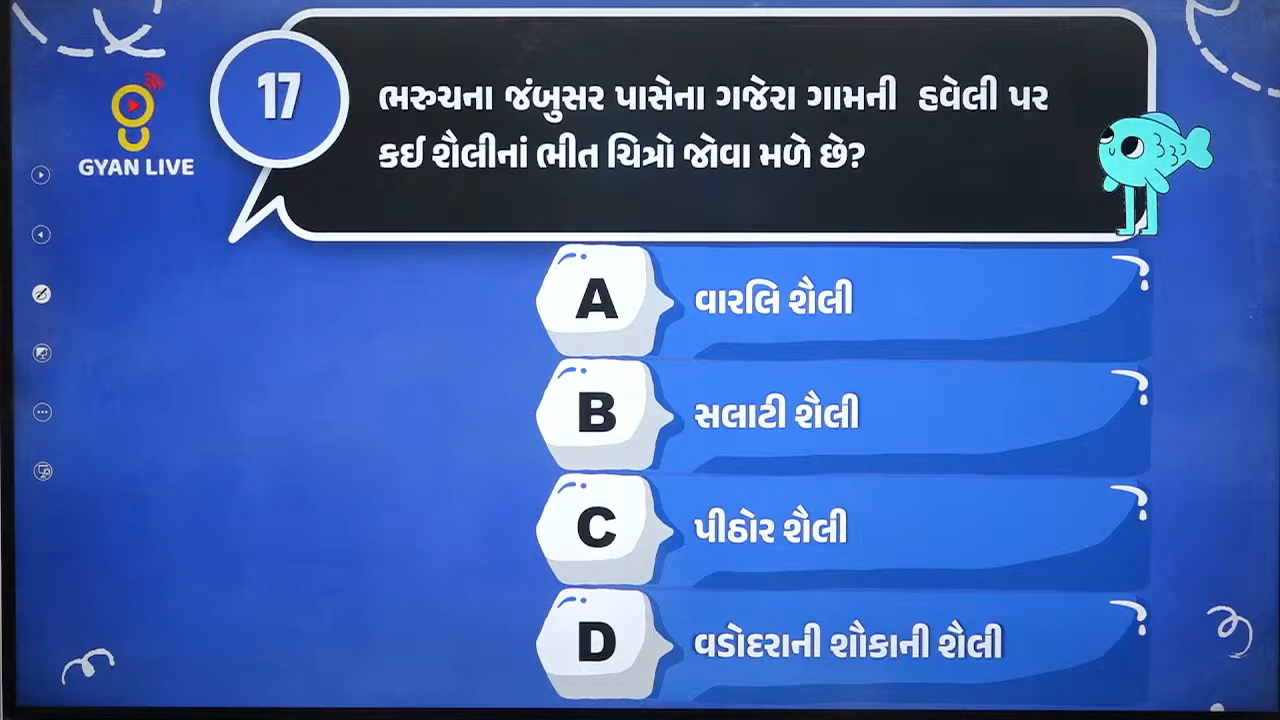 17
ભરુચના જંબુસર પાસેના ગજેરા ગામની હવેલી પર
કઈ શૈલીનાં ભીત ચિત્રો જોવા મળે છે?
GYAN LIVE
A
વારલિ શૈલી
B
સલાટી શૈલી
C
પીઠોર શૈલી
D
વડોદરાની શૌકાની શૈલી